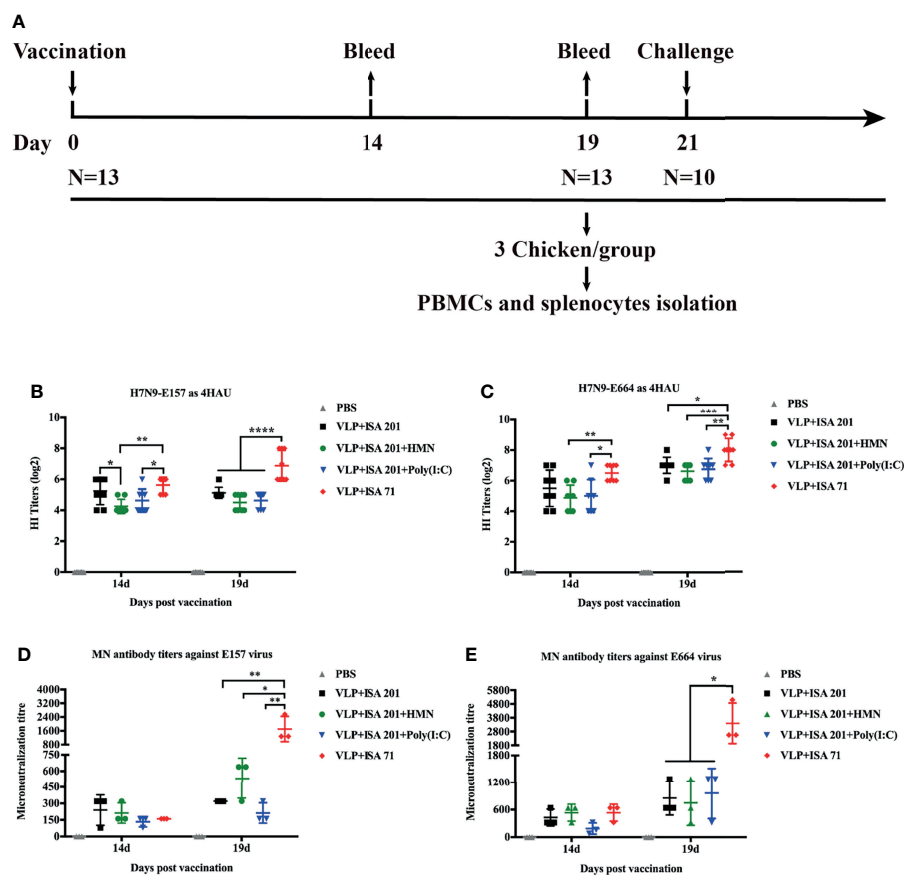 A
Vaccination Bleed Bleed Challenge
Day 0 14 19 21
N=13 N=13 N=10
3 Chicken/group
PBMCs and splenocytes isolation
B
H7N9-E157 as 4HAU
HI Titers (log2)
10
8
6
4
2
0
* ** * ****
14d 19d
Days post vaccination
PBS
VLP+ISA 201
VLP+ISA 201+HMN
VLP+ISA 201+Poly(I:C)
VLP+ISA 71
C
H7N9-E664 as 4HAU
HI Titers (log2)
10
8
6
4
2
0
** * * *** **
14d 19d
Days post vaccination
PBS
VLP+ISA 201
VLP+ISA 201+HMN
VLP+ISA 201+Poly(I:C)
VLP+ISA 71
D
MN antibody titers against E157 virus
Microneutralization titre
4000
3200
2400
1600
800
600
450
300
150
0
** * **
14d 19d
Days post vaccination
PBS
VLP+ISA 201
VLP+ISA 201+HMN
VLP+ISA 201+Poly(I:C)
VLP+ISA 71
E
MN antibody titers against E664 virus
Microneutralization titre
5800
4800
3800
2800
1800
1200
600
0
*
14d 19d
Days post vaccination
PBS
VLP+ISA 201
VLP+ISA 201+HMN
VLP+ISA 201+Poly(I:C)
VLP+ISA 71